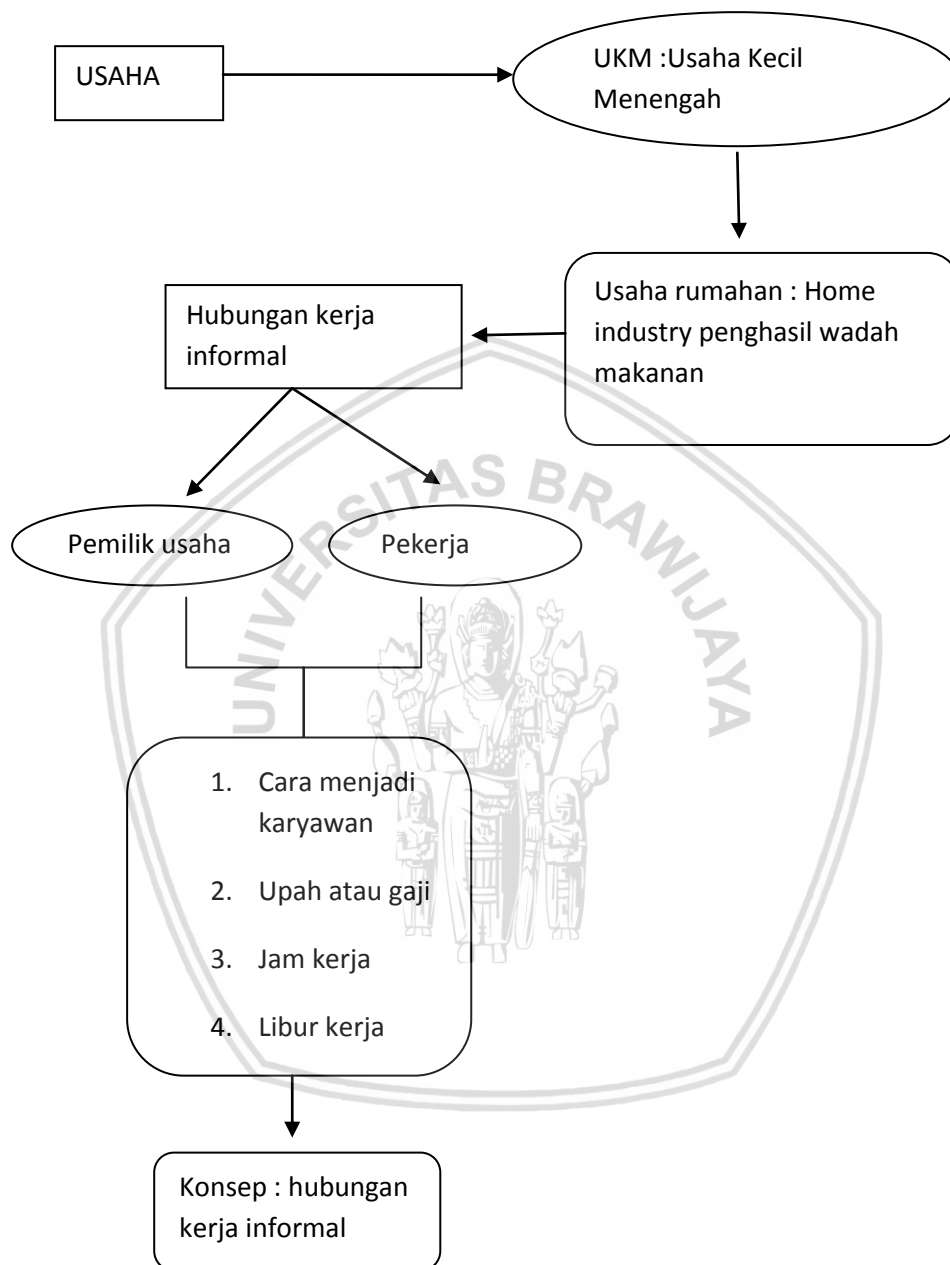 USAHA
UKM :Usaha Kecil
Menengah
Usaha rumahan : Home
industry penghasil wadah
makanan
Hubungan kerja
informal
UNIVERSITAS BRAWIJAYA
Pemilik usaha
Pekerja
1. Cara menjadi
karyawan
2. Upah atau gaji
3. Jam kerja
4. Libur kerja
Konsep : hubungan
kerja informal